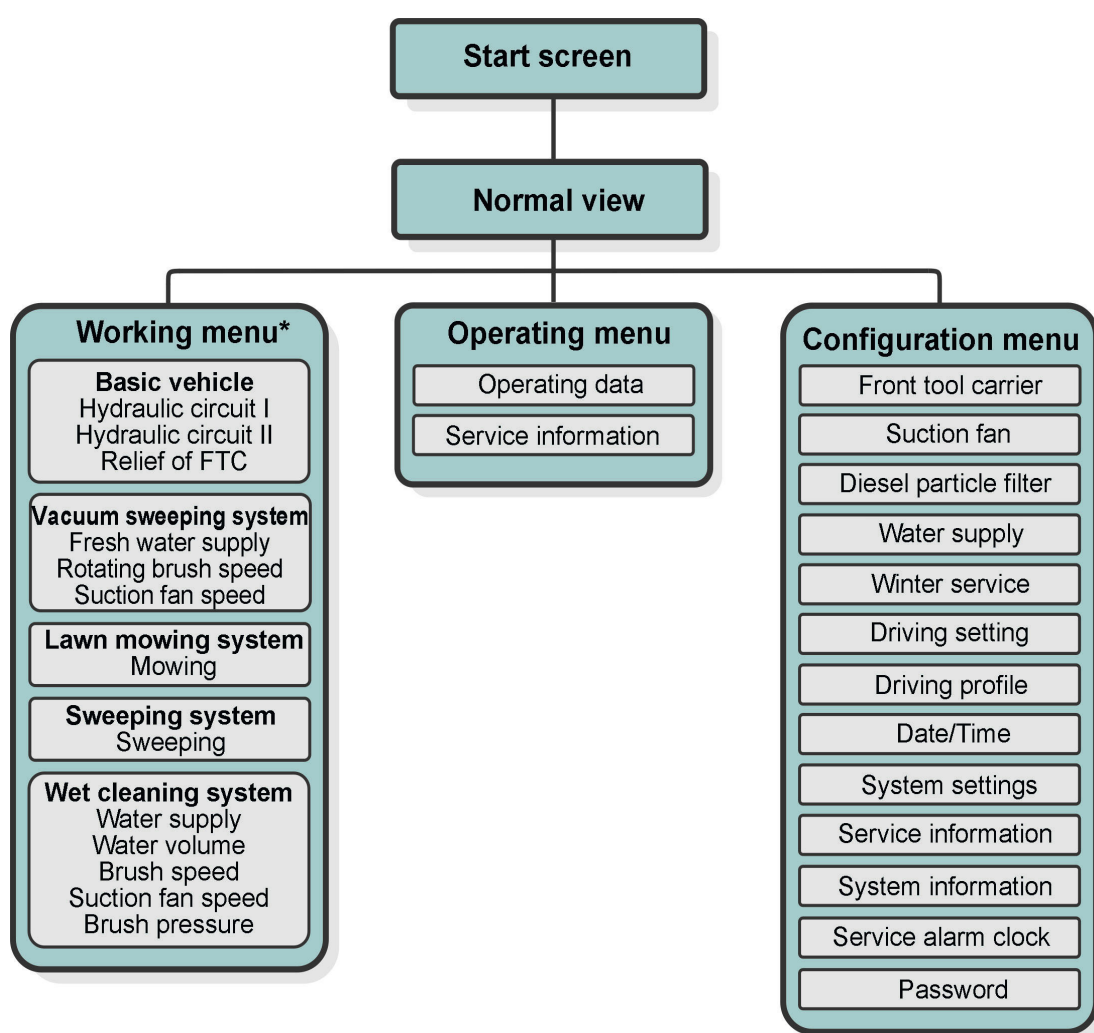 Start screen
Normal view
Working menu*
Basic vehicle
Hydraulic circuit I
Hydraulic circuit II
Relief of FTC
Vacuum sweeping system
Fresh water supply
Rotating brush speed
Suction fan speed
Lawn mowing system
Mowing
Sweeping system
Sweeping
Wet cleaning system
Water supply
Water volume
Brush speed
Suction fan speed
Brush pressure
Operating menu
Operating data
Service information
Configuration menu
Front tool carrier
Suction fan
Diesel particle filter
Water supply
Winter service
Driving setting
Driving profile
Date/Time
System settings
Service information
System information
Service alarm clock
Password